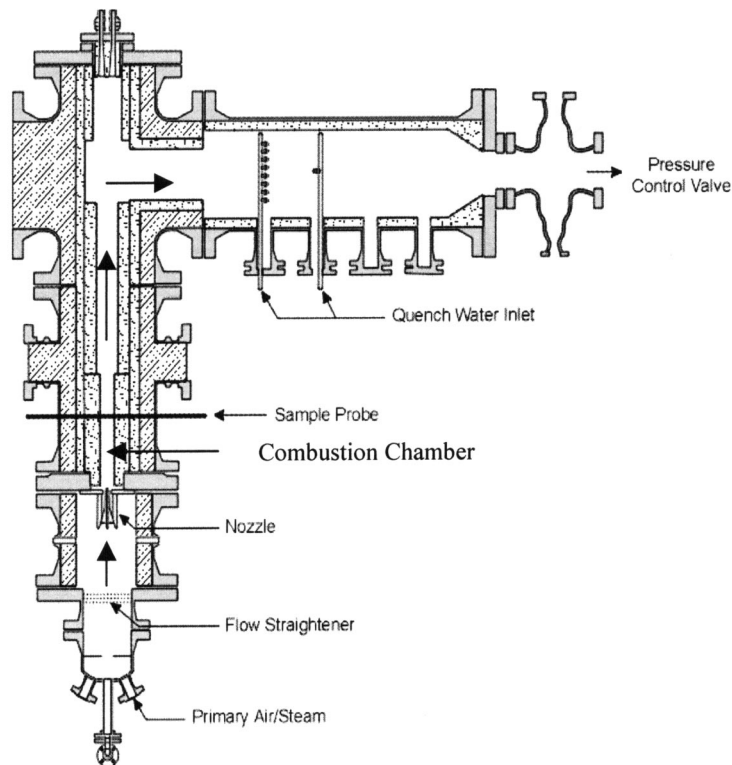 Pressure
Control Valve
Quench Water Inlet
Sample Probe
Combustion Chamber
Nozzle
Flow Straightener
Primary Air/Steam